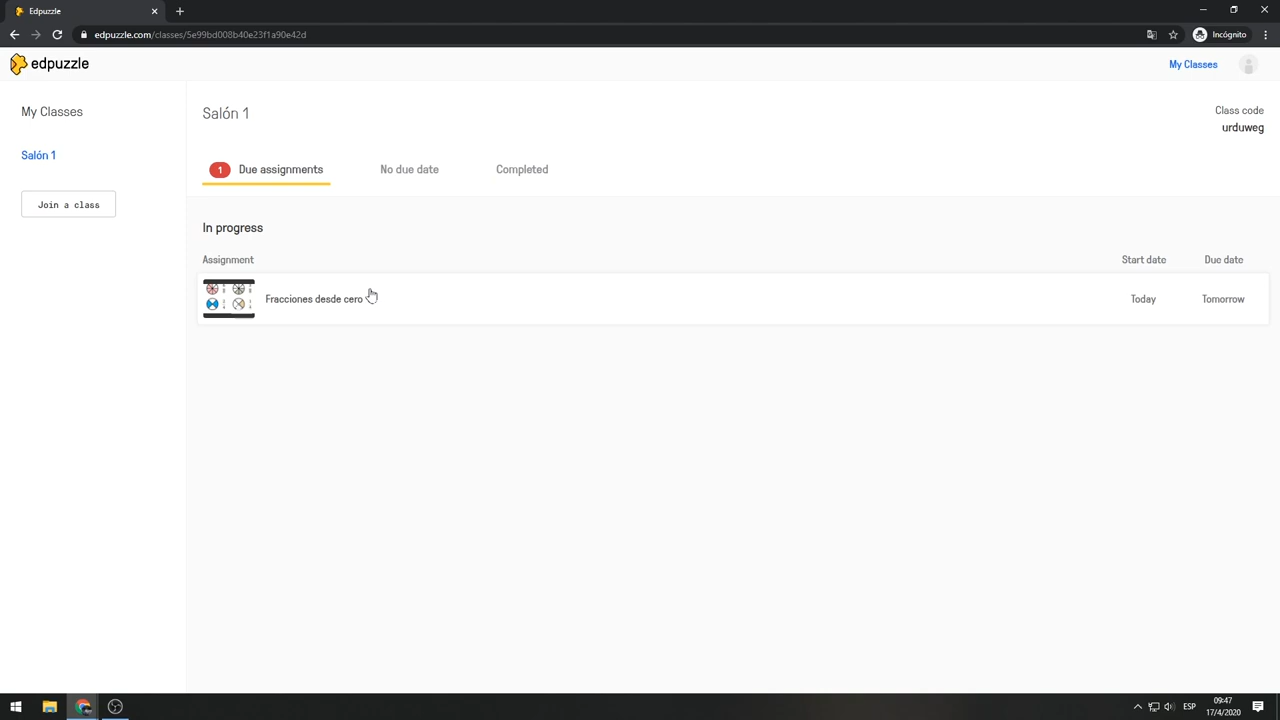 Edpuzzle
edpuzzle.com/classes/5e99bd008b40e23f1a90e42d
Incógnito
edpuzzle
My Classes
My Classes
Salón 1
Class code
urduweg
Salón 1
1 Due assignments
No due date
Completed
Join a class
In progress
Assignment
Start date
Due date
Fracciones desde cero
Today
Tomorrow
ESP
09:47
17/4/2020